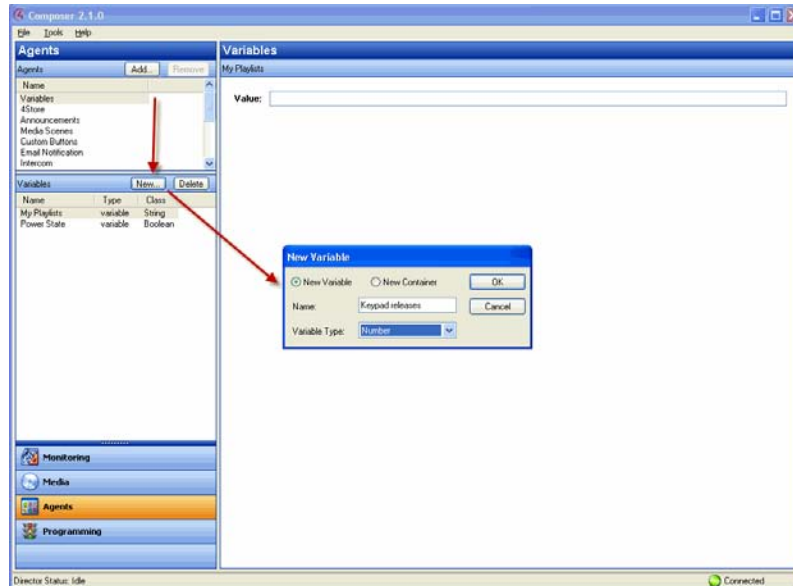 Composer 2.1.0
File Tools Help
Agents
Agents Add... Remove
Name
Variables
4Store
Announcements
Media Scenes
Custom Buttons
Email Notification
Intercom
Variables New... Delete
Name Type Class
My Playlists variable String
Power State variable Boolean
Monitoring
Media
Agents
Programming
Director Status: Idle
Variables
My Playlists
Value:
New Variable
New Variable New Container OK
Name: Keypad releases Cancel
Variable Type: Number
Connected